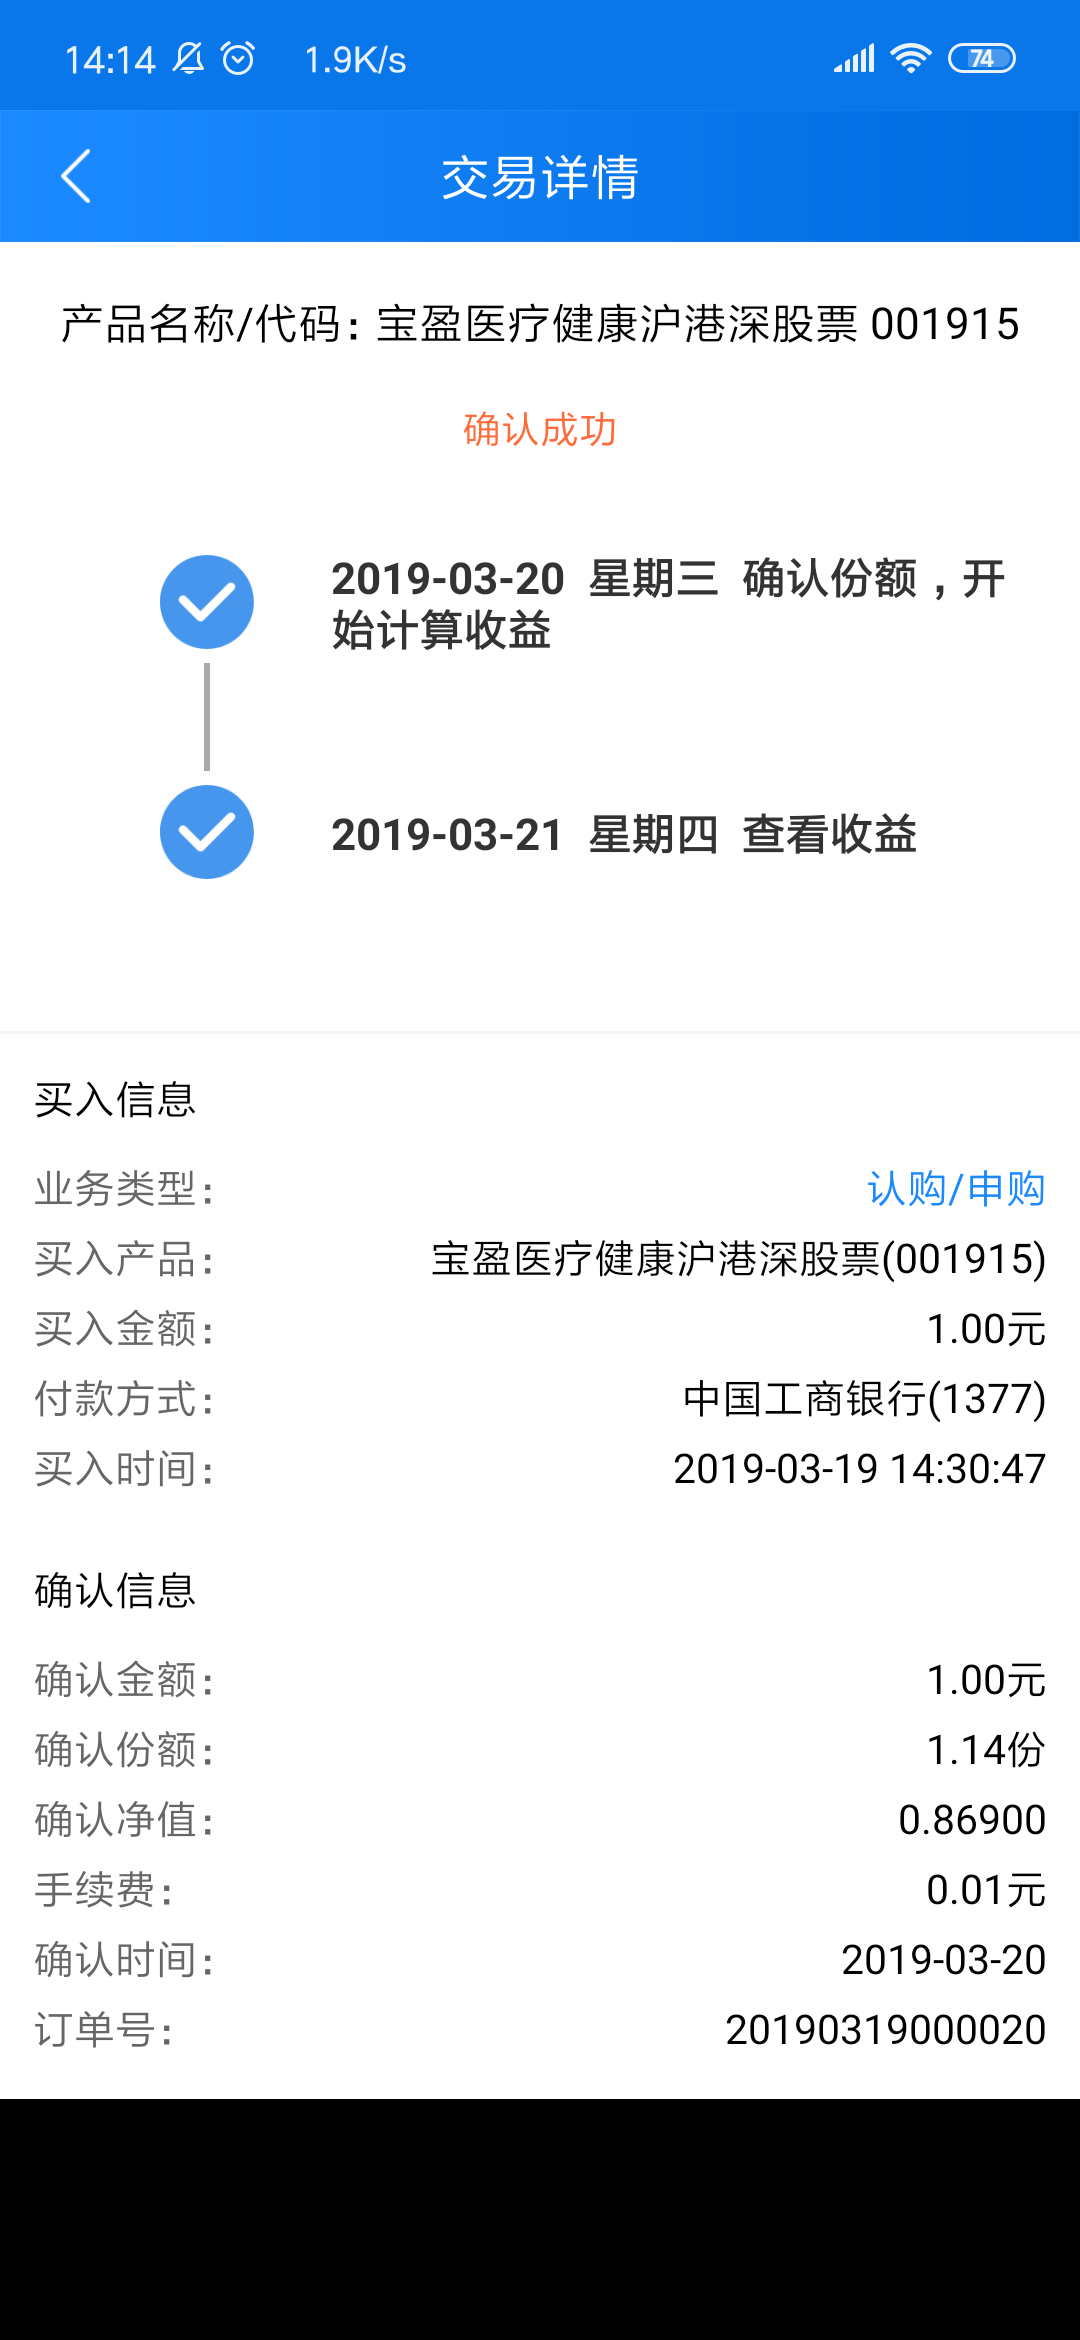 14:14 1.9K/s 74
交易详情
产品名称/代码: 宝盈医疗健康沪港深股票 001915
确认成功
2019-03-20 星期三 确认份额，开
始计算收益
2019-03-21 星期四 查看收益
买入信息
业务类型: 认购/申购
买入产品: 宝盈医疗健康沪港深股票(001915)
买入金额: 1.00元
付款方式: 中国工商银行(1377)
买入时间: 2019-03-19 14:30:47
确认信息
确认金额: 1.00元
确认份额: 1.14份
确认净值: 0.86900
手续费: 0.01元
确认时间: 2019-03-20
订单号: 20190319000020